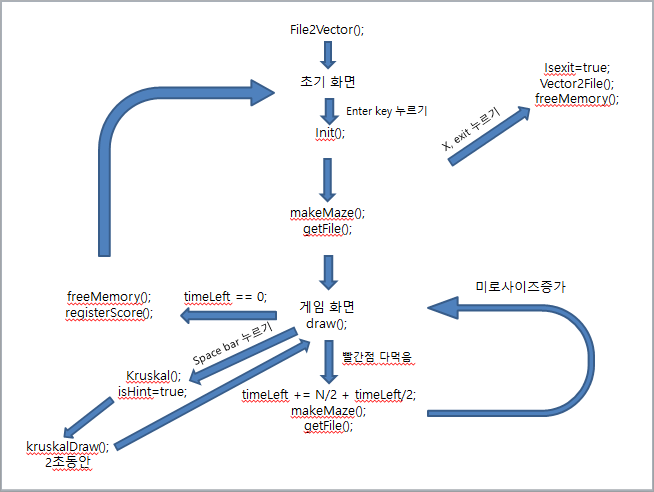 File2Vector();
초기 화면
Enter key 누르기
Init();
Isexit=true;
Vector2File();
freeMemory();
X, exit 누르기
makeMaze();
getFile();
freeMemory();
registerScore();
timeLeft == 0;
게임 화면
draw();
미로사이즈증가
Space bar 누르기
빨간점 다먹음
Kruskal();
isHint=true;
timeLeft += N/2 + timeLeft/2;
makeMaze();
getFile();
kruskalDraw();
2초동안